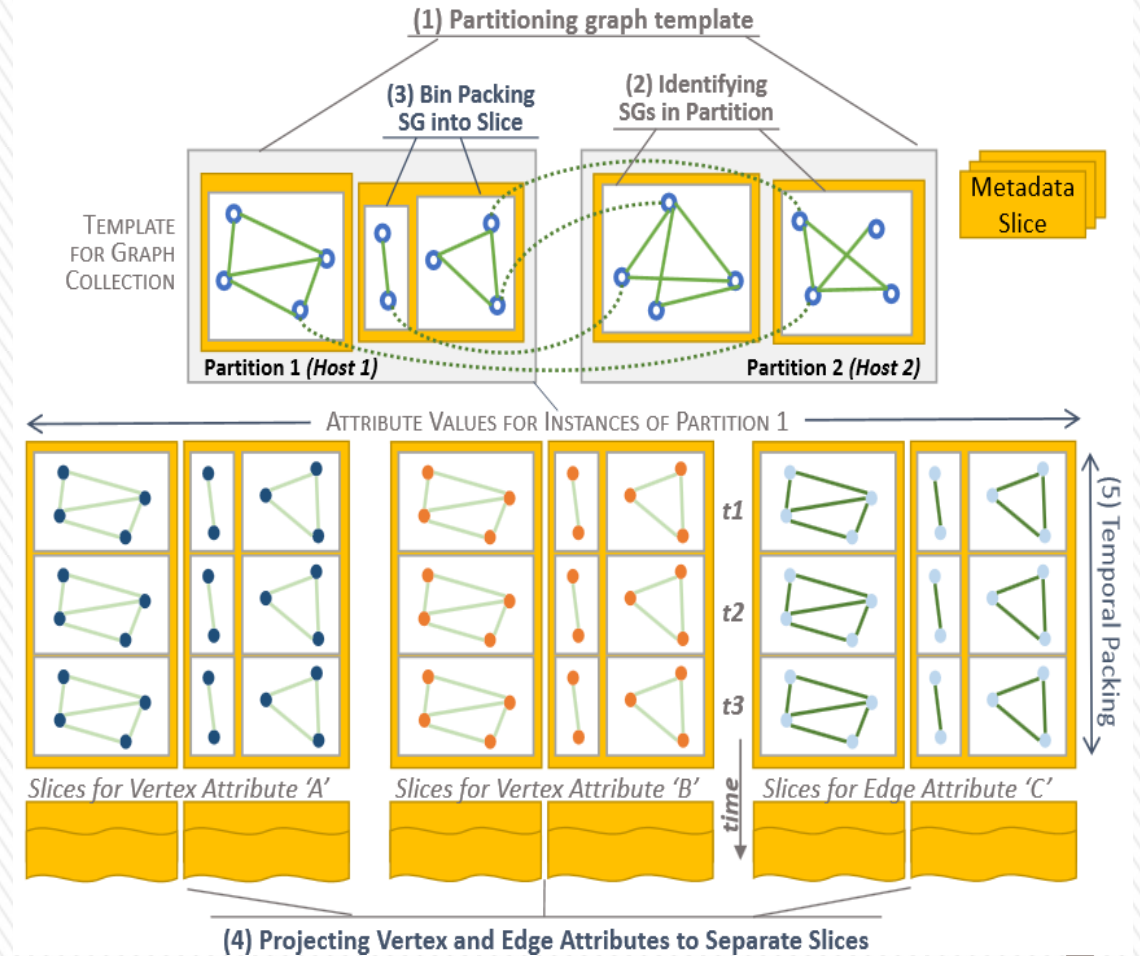 (1) Partitioning graph template
(2) Identifying
SGs in Partition
(3) Bin Packing
SG into Slice
Metadata
Slice
TEMPLATE
FOR GRAPH
COLLECTION
Partition 1 (Host 1)
Partition 2 (Host 2)
ATTRIBUTE VALUES FOR INSTANCES OF PARTITION 1
t1
t2
t3
time
(5) Temporal Packing
Slices for Vertex Attribute ‘A’
Slices for Vertex Attribute ‘B’
Slices for Edge Attribute ‘C’
(4) Projecting Vertex and Edge Attributes to Separate Slices